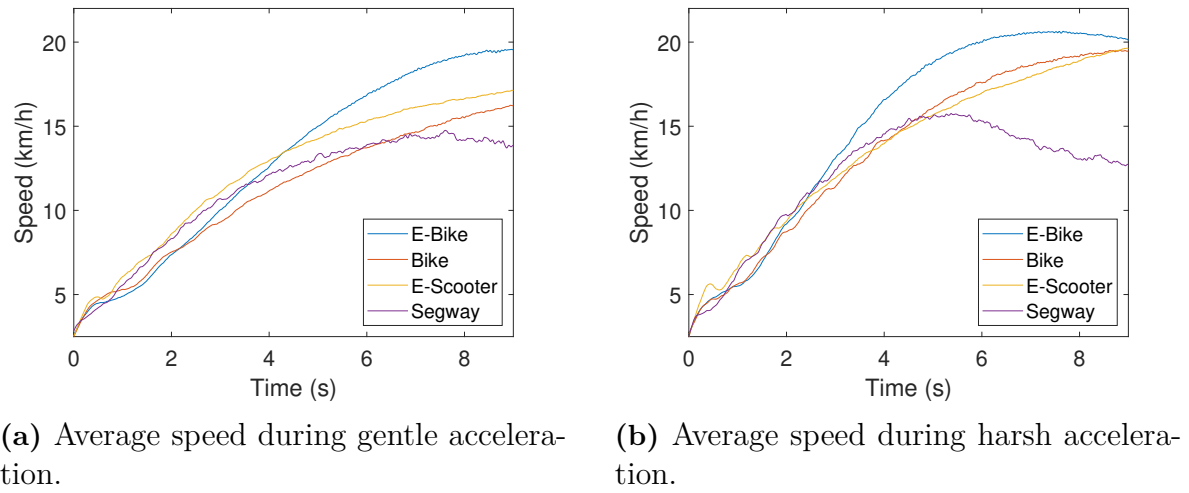 20
15
10
5
Speed (km/h)
0 2 4 6 8
Time (s)
E-Bike
Bike
E-Scooter
Segway
(a) Average speed during gentle accelera-
tion.
20
15
10
5
Speed (km/h)
0 2 4 6 8
Time (s)
E-Bike
Bike
E-Scooter
Segway
(b) Average speed during harsh accelera-
tion.